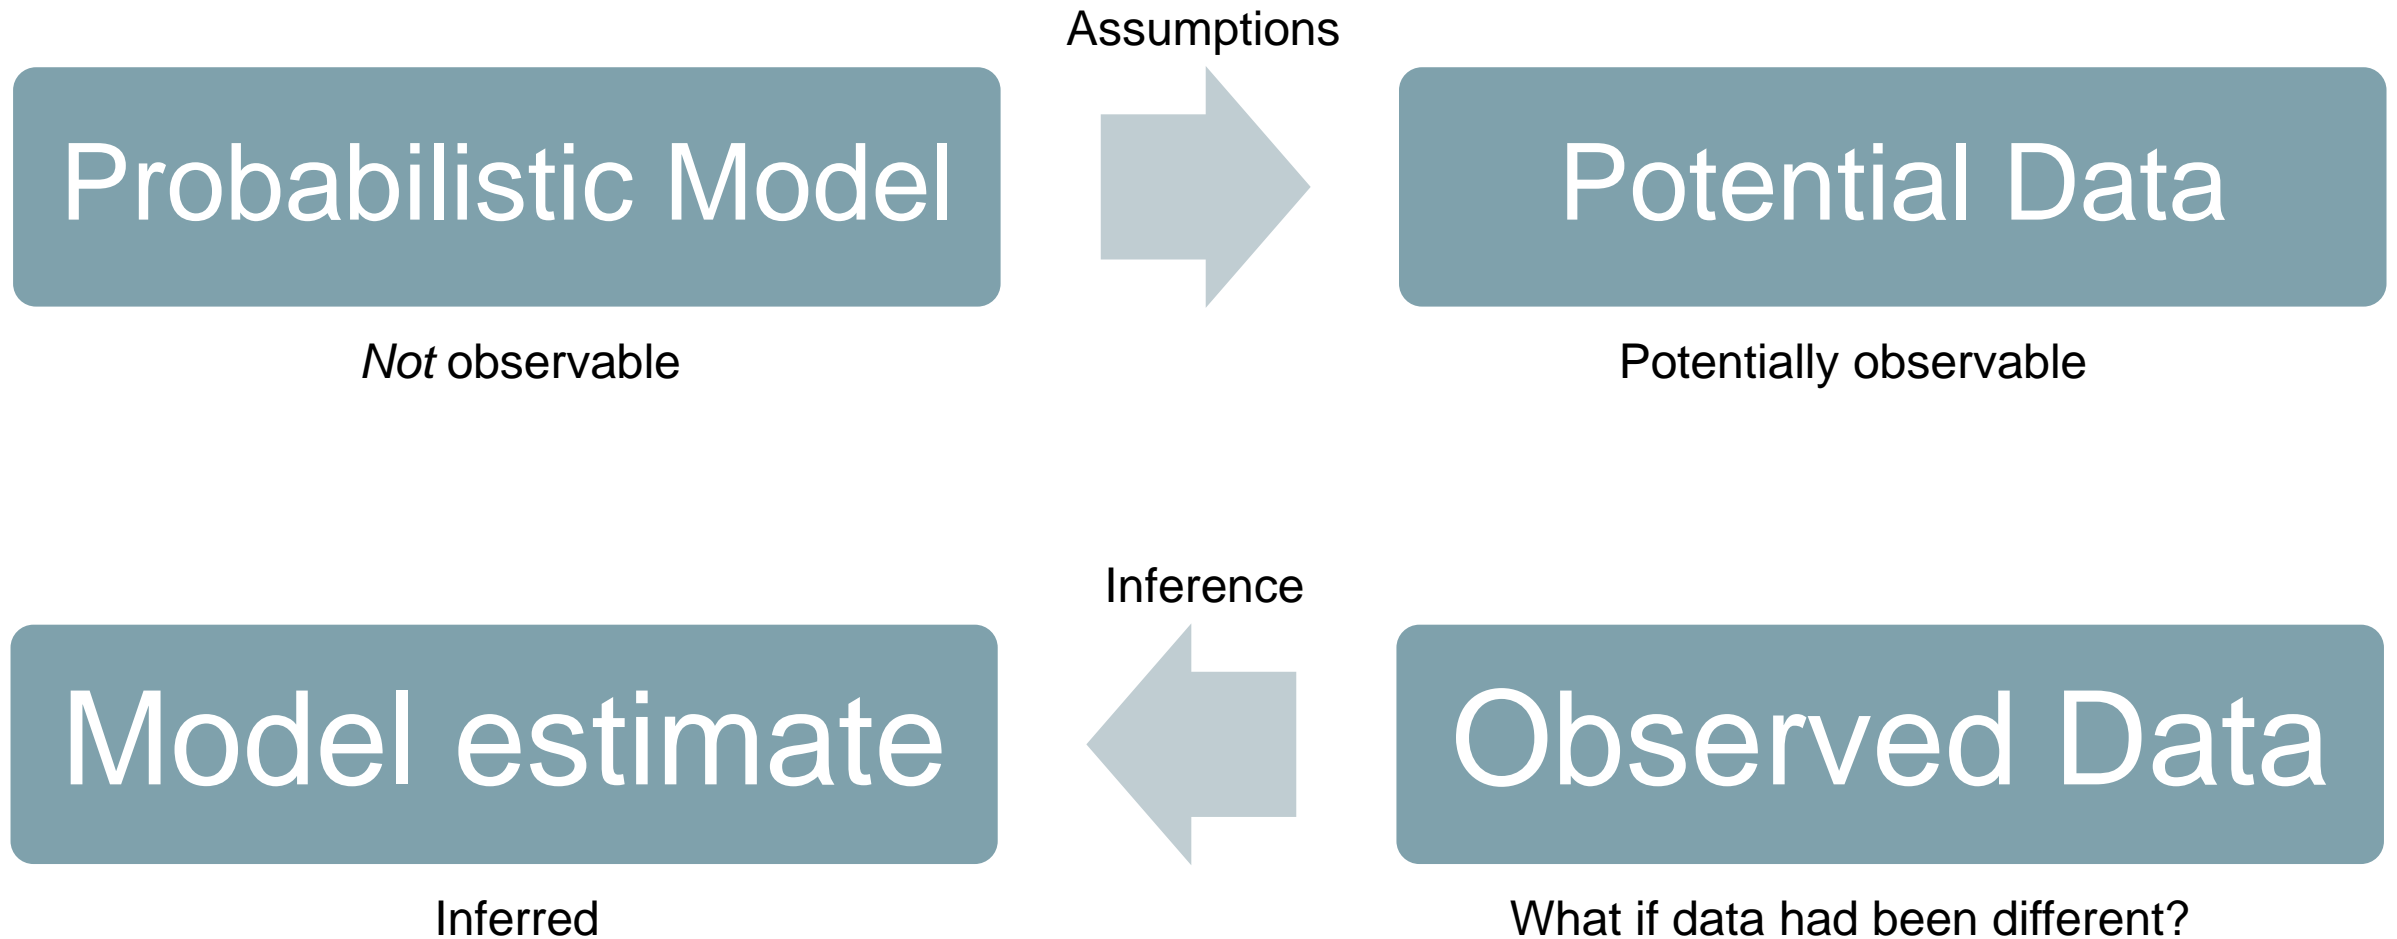 Assumptions
Probabilistic Model
Potential Data
Not observable
Potentially observable
Inference
Model estimate
Observed Data
Inferred
What if data had been different?